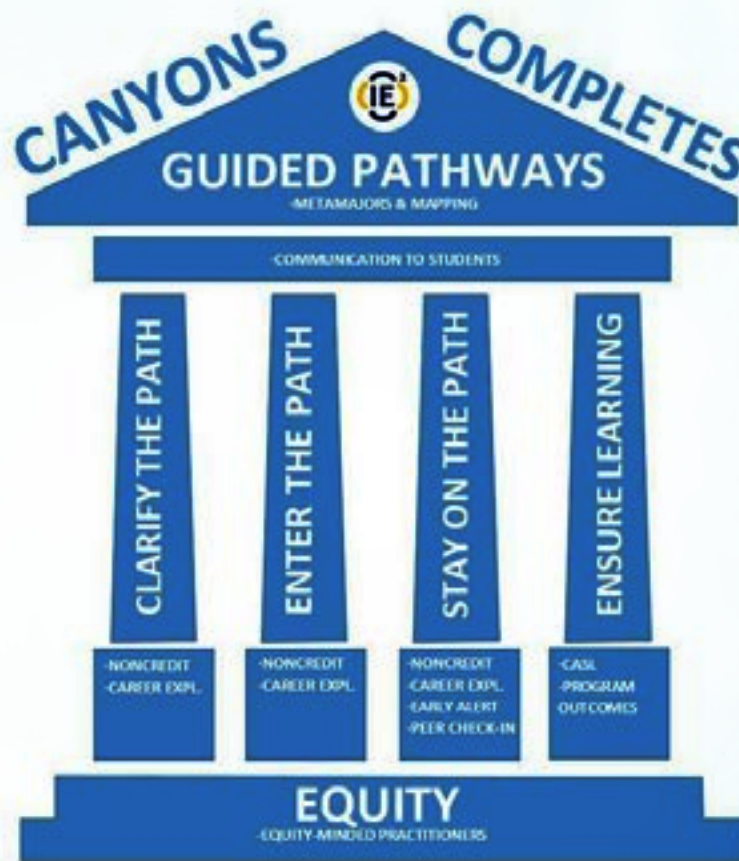 CANYONS COMPLETES
IE
GUIDED PATHWAYS
-METAMAJORS & MAPPING
-COMMUNICATION TO STUDENTS
CLARIFY THE PATH
ENTER THE PATH
STAY ON THE PATH
ENSURE LEARNING
-NONCREDIT
-CAREER EXPL.
-NONCREDIT
-CAREER EXPL.
-NONCREDIT
-CAREER EXPL.
-EARLY ALERT
-PEER CHECK-IN
-CASL
-PROGRAM
OUTCOMES
EQUITY
-EQUITY-MINDED PRACTITIONERS